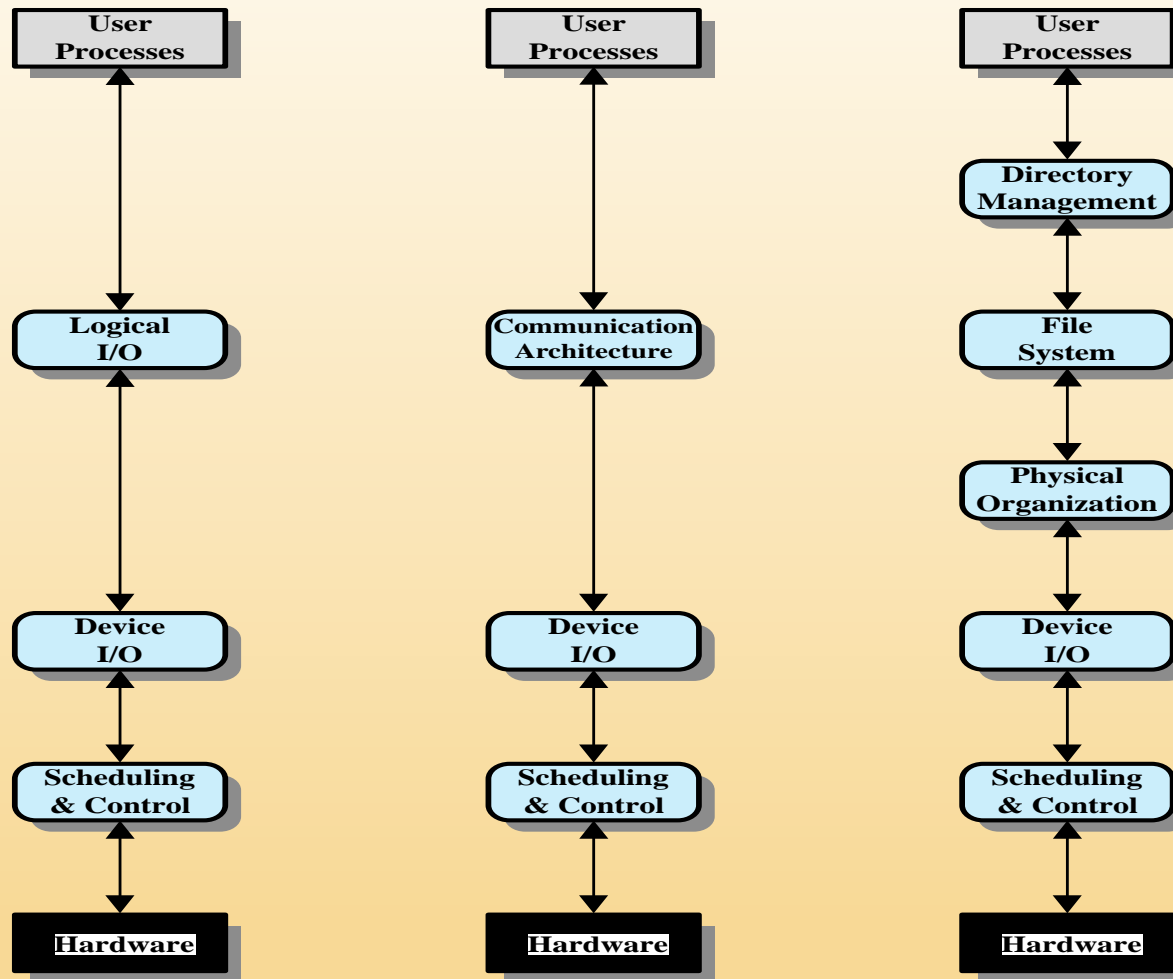 User
Processes
Logical
I/O
Device
I/O
Scheduling
& Control
Hardware
User
Processes
Communication
Architecture
Device
I/O
Scheduling
& Control
Hardware
User
Processes
Directory
Management
File
System
Physical
Organization
Device
I/O
Scheduling
& Control
Hardware